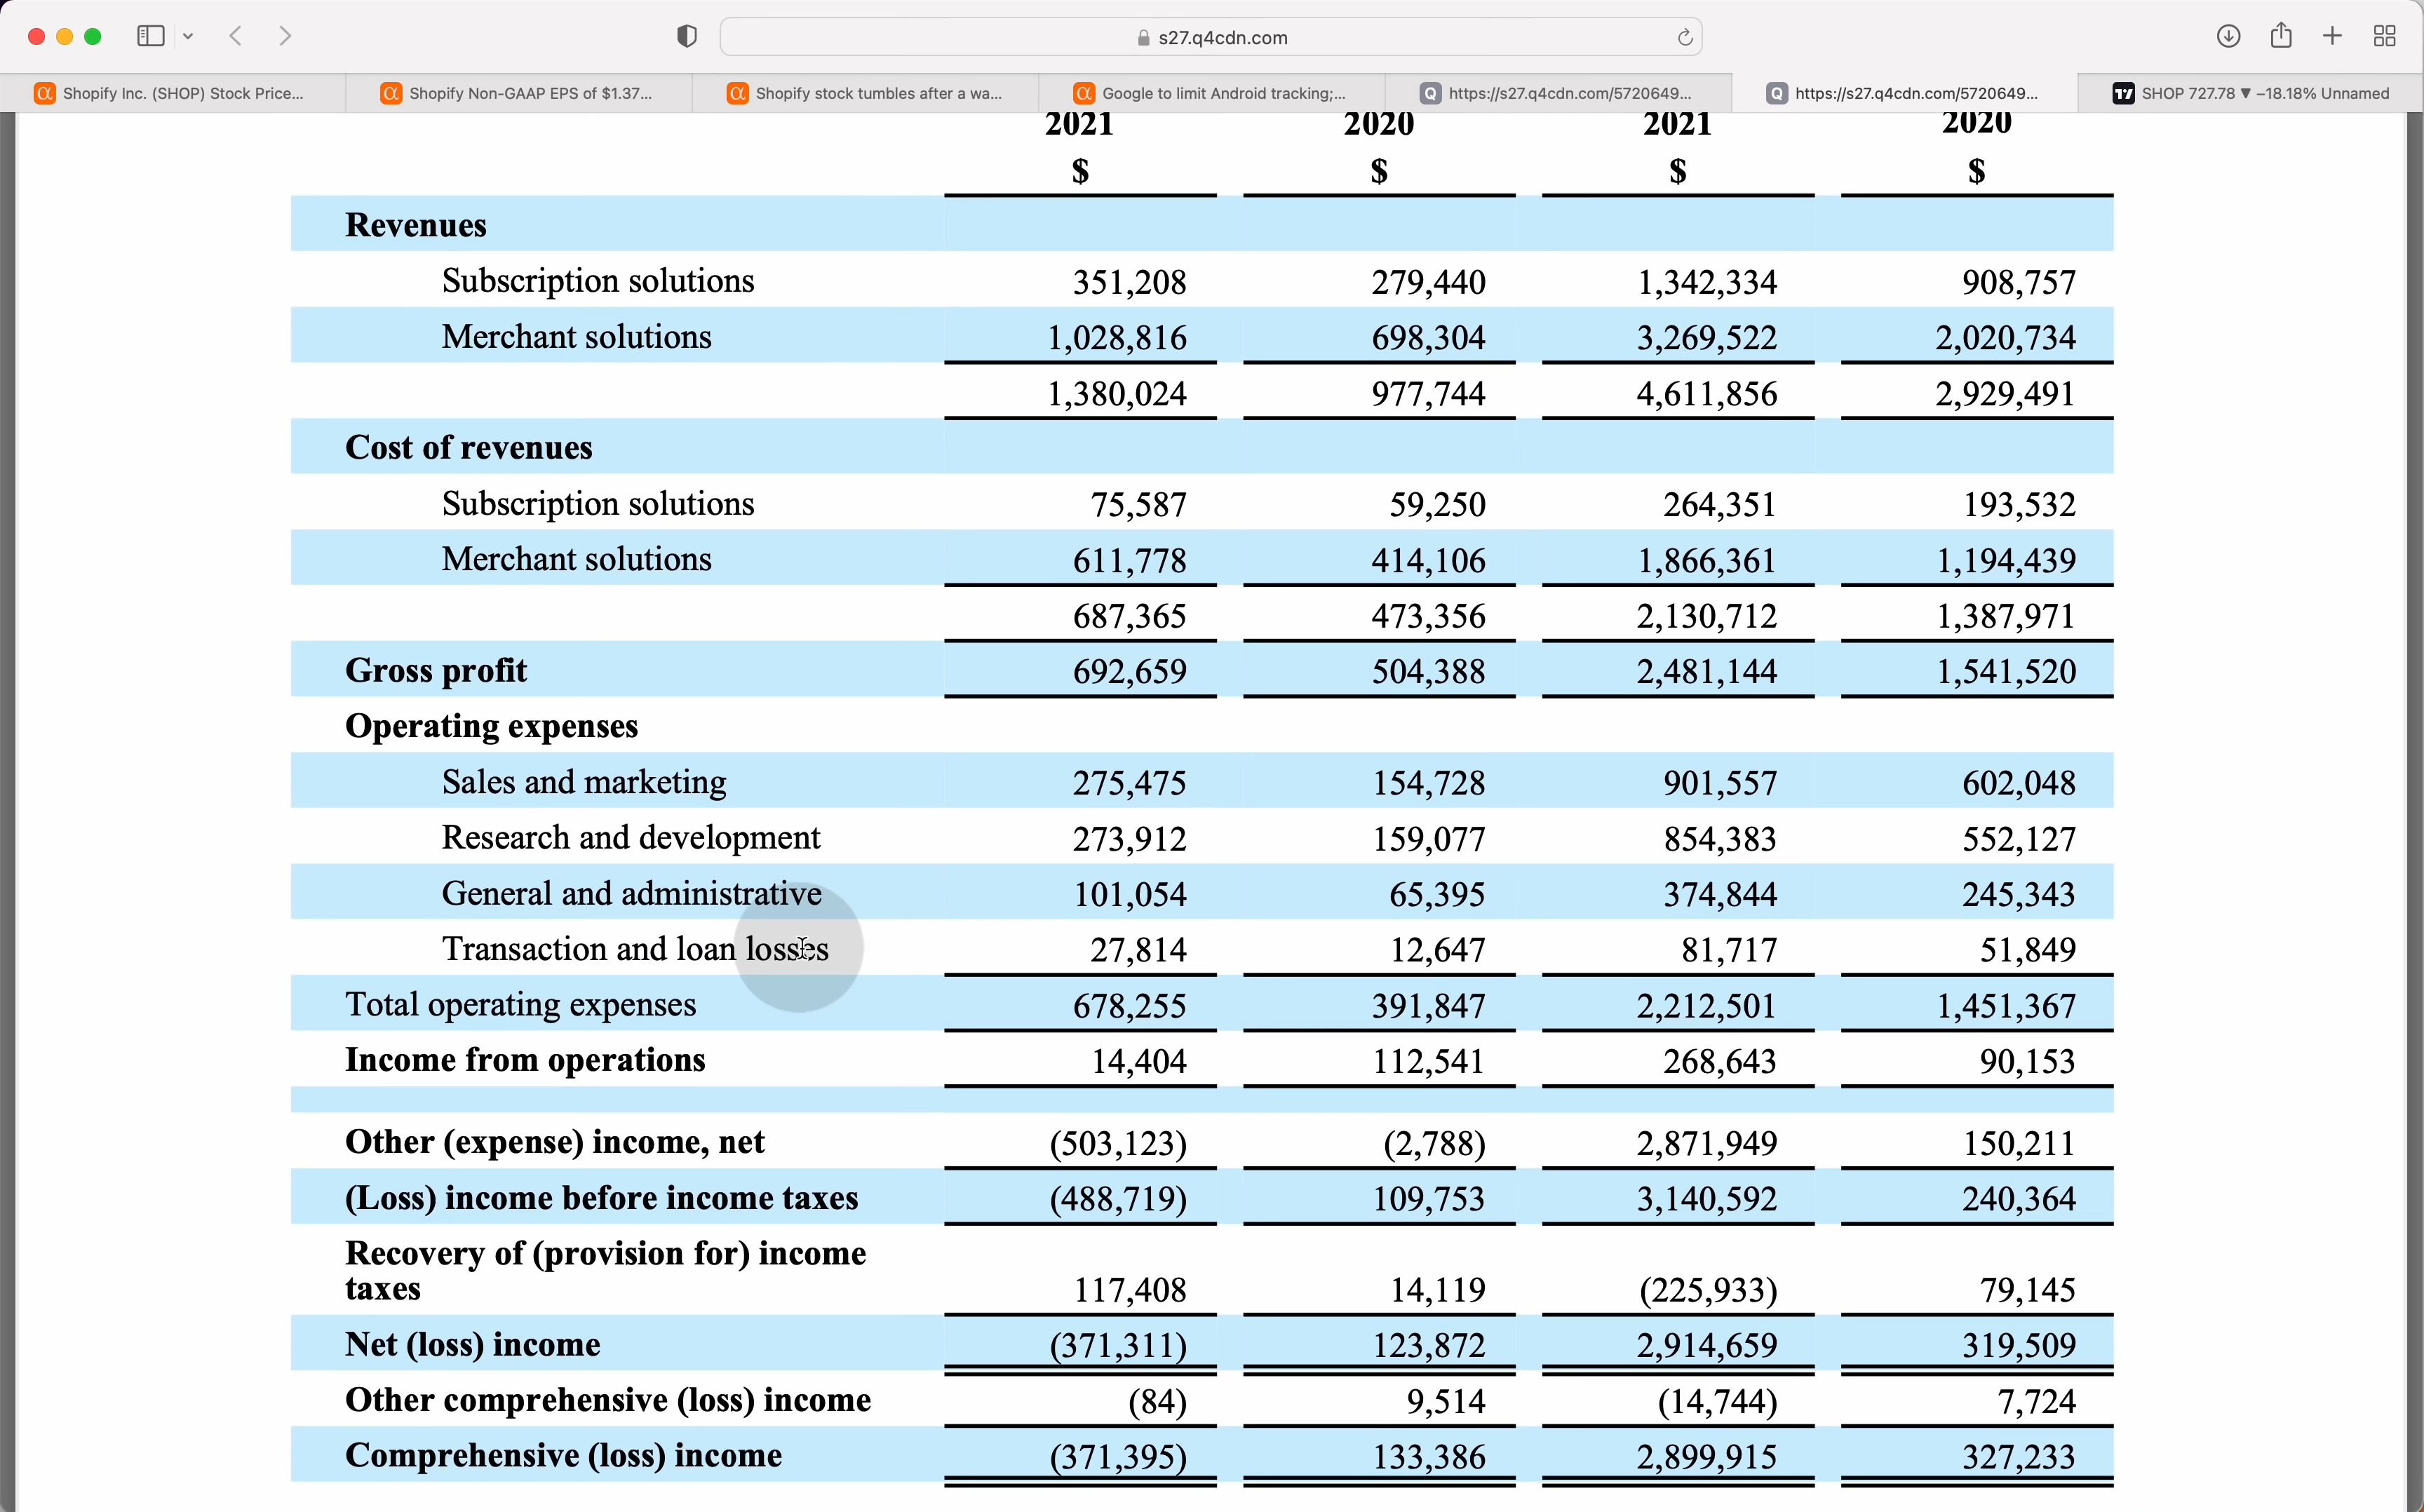 s27.q4cdn.com
Shopify Inc. (SHOP) Stock Price...
Shopify Non-GAAP EPS of $1.37...
Shopify stock tumbles after a wa...
Google to limit Android tracking;...
Q https://s27.q4cdn.com/5720649...
Q https://s27.q4cdn.com/5720649...
SHOP 727.78 ▼ −18.18% Unnamed
2021 2020 2021 2020
$ $ $ $
Revenues
Subscription solutions 351,208 279,440 1,342,334 908,757
Merchant solutions 1,028,816 698,304 3,269,522 2,020,734
1,380,024 977,744 4,611,856 2,929,491
Cost of revenues
Subscription solutions 75,587 59,250 264,351 193,532
Merchant solutions 611,778 414,106 1,866,361 1,194,439
687,365 473,356 2,130,712 1,387,971
Gross profit 692,659 504,388 2,481,144 1,541,520
Operating expenses
Sales and marketing 275,475 154,728 901,557 602,048
Research and development 273,912 159,077 854,383 552,127
General and administrative 101,054 65,395 374,844 245,343
Transaction and loan losses 27,814 12,647 81,717 51,849
Total operating expenses 678,255 391,847 2,212,501 1,451,367
Income from operations 14,404 112,541 268,643 90,153
Other (expense) income, net (503,123) (2,788) 2,871,949 150,211
(Loss) income before income taxes (488,719) 109,753 3,140,592 240,364
Recovery of (provision for) income
taxes 117,408 14,119 (225,933) 79,145
Net (loss) income (371,311) 123,872 2,914,659 319,509
Other comprehensive (loss) income (84) 9,514 (14,744) 7,724
Comprehensive (loss) income (371,395) 133,386 2,899,915 327,233